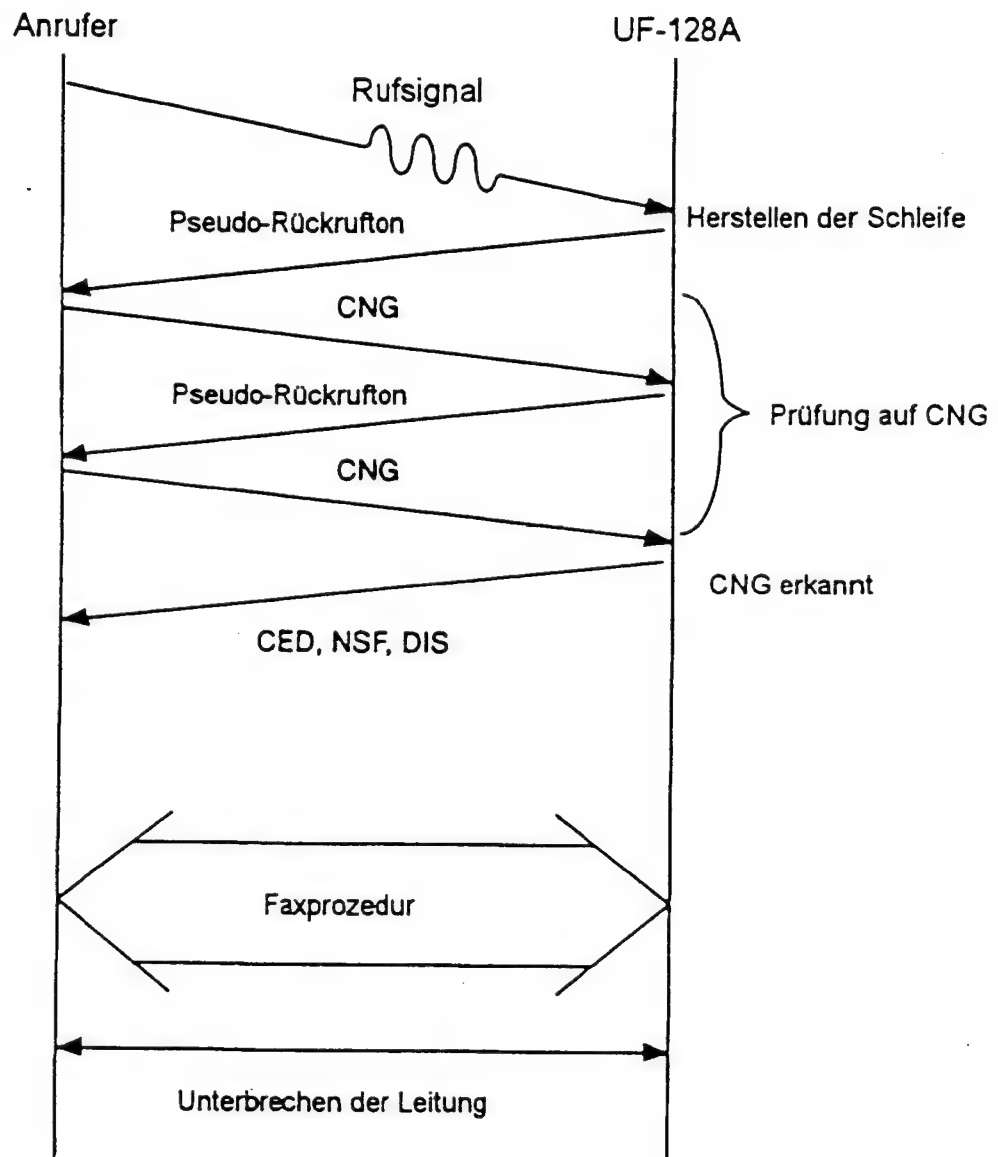 Anrufer
UF-128A
Rufsignal
Herstellen der Schleife
Pseudo-Rückrufton
CNG
Pseudo-Rückrufton
Prüfung auf CNG
CNG
CNG erkannt
CED, NSF, DIS
Faxprozedur
Unterbrechen der Leitung